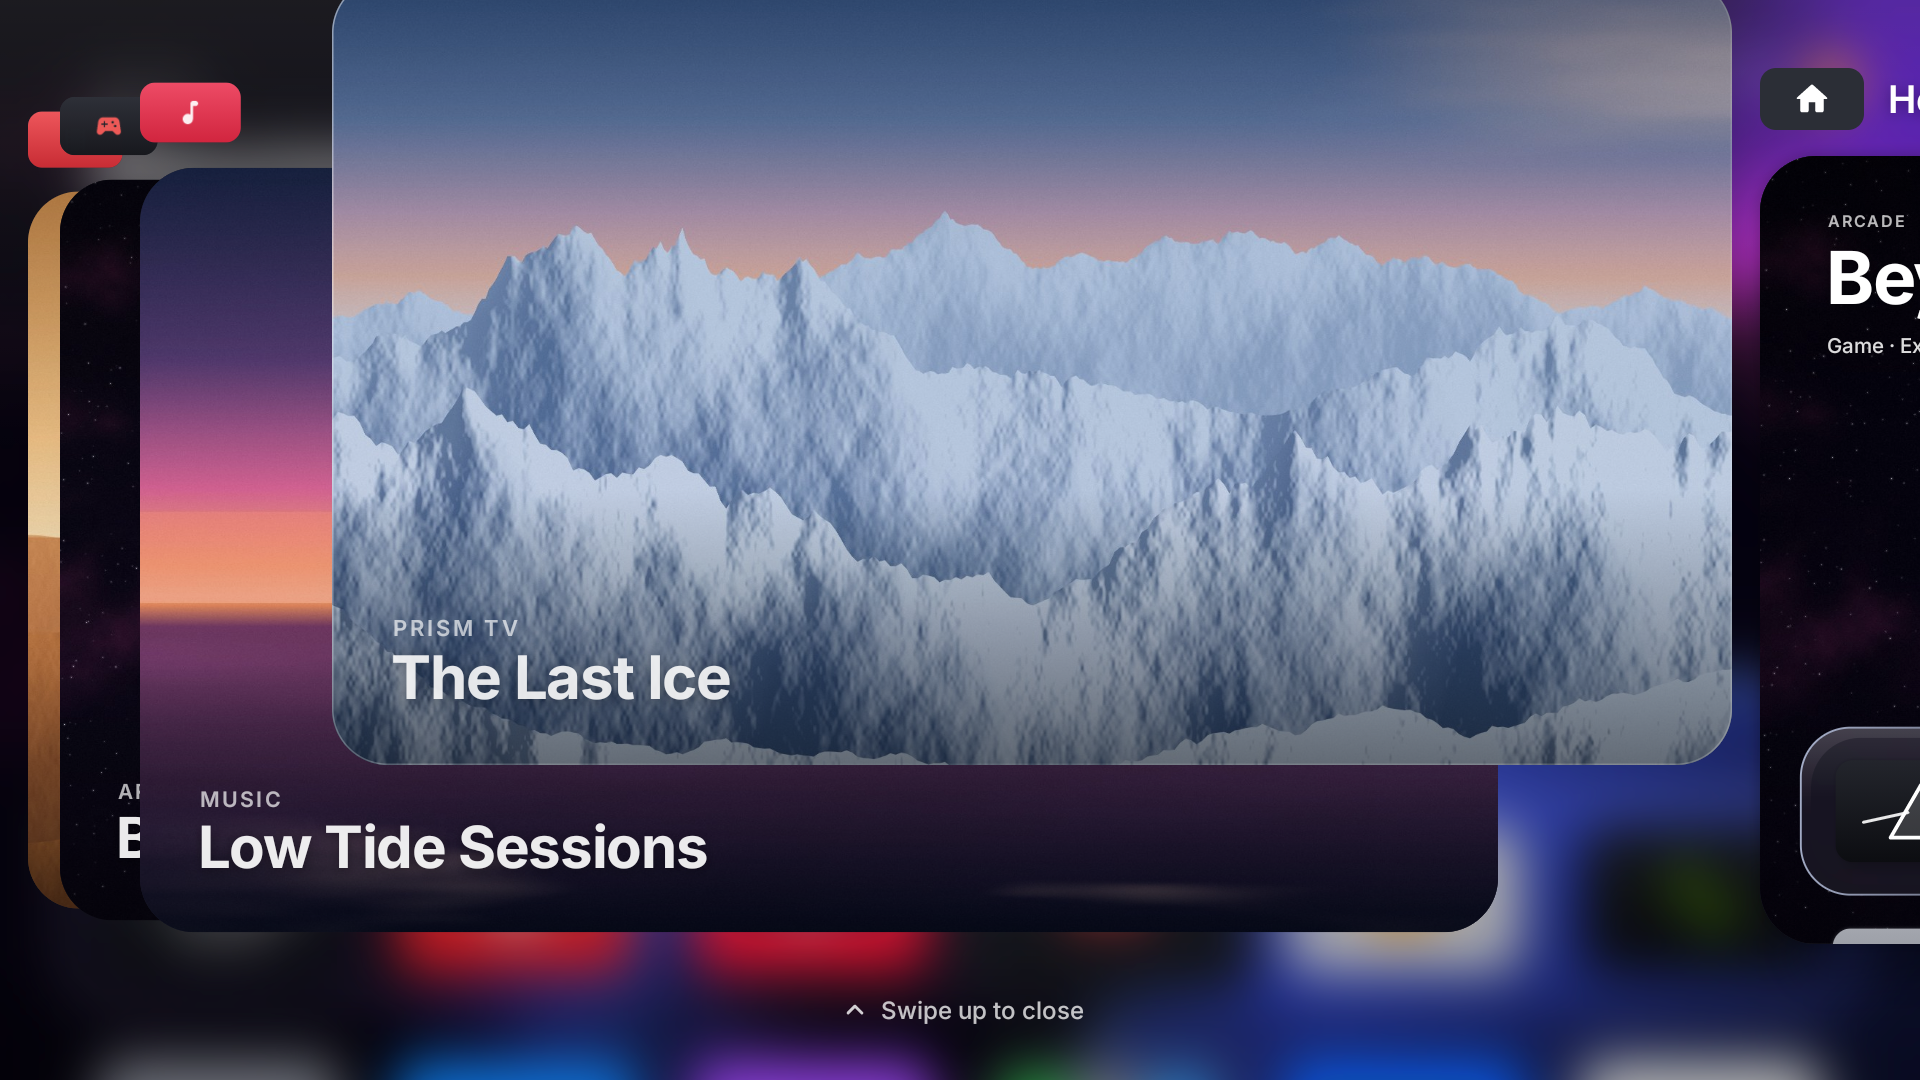 PRISM TV
The Last Ice
MUSIC
Low Tide Sessions
ARCADE
Game ·
Swipe up to close